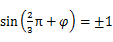 sin(⅔π + φ) = ±1